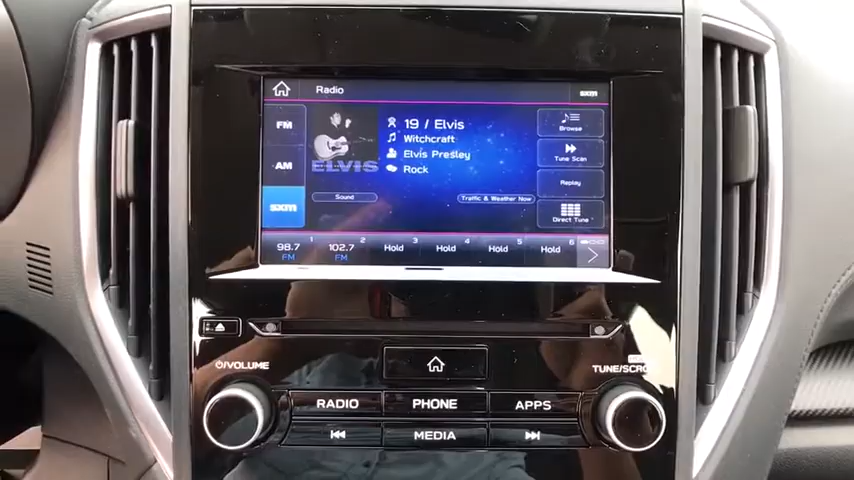 Radio
SXM
FM
AM
SXM
ELVIS
19 / Elvis
Witchcraft
Elvis Presley
Rock
Sound
Traffic & Weather Now
Browse
Tune Scan
Replay
Direct Tune
98.7 1 102.7 2 Hold 3 Hold 4 Hold 5 Hold 6
FM FM
VOLUME
TUNE/SCROLL
RADIO PHONE APPS
MEDIA